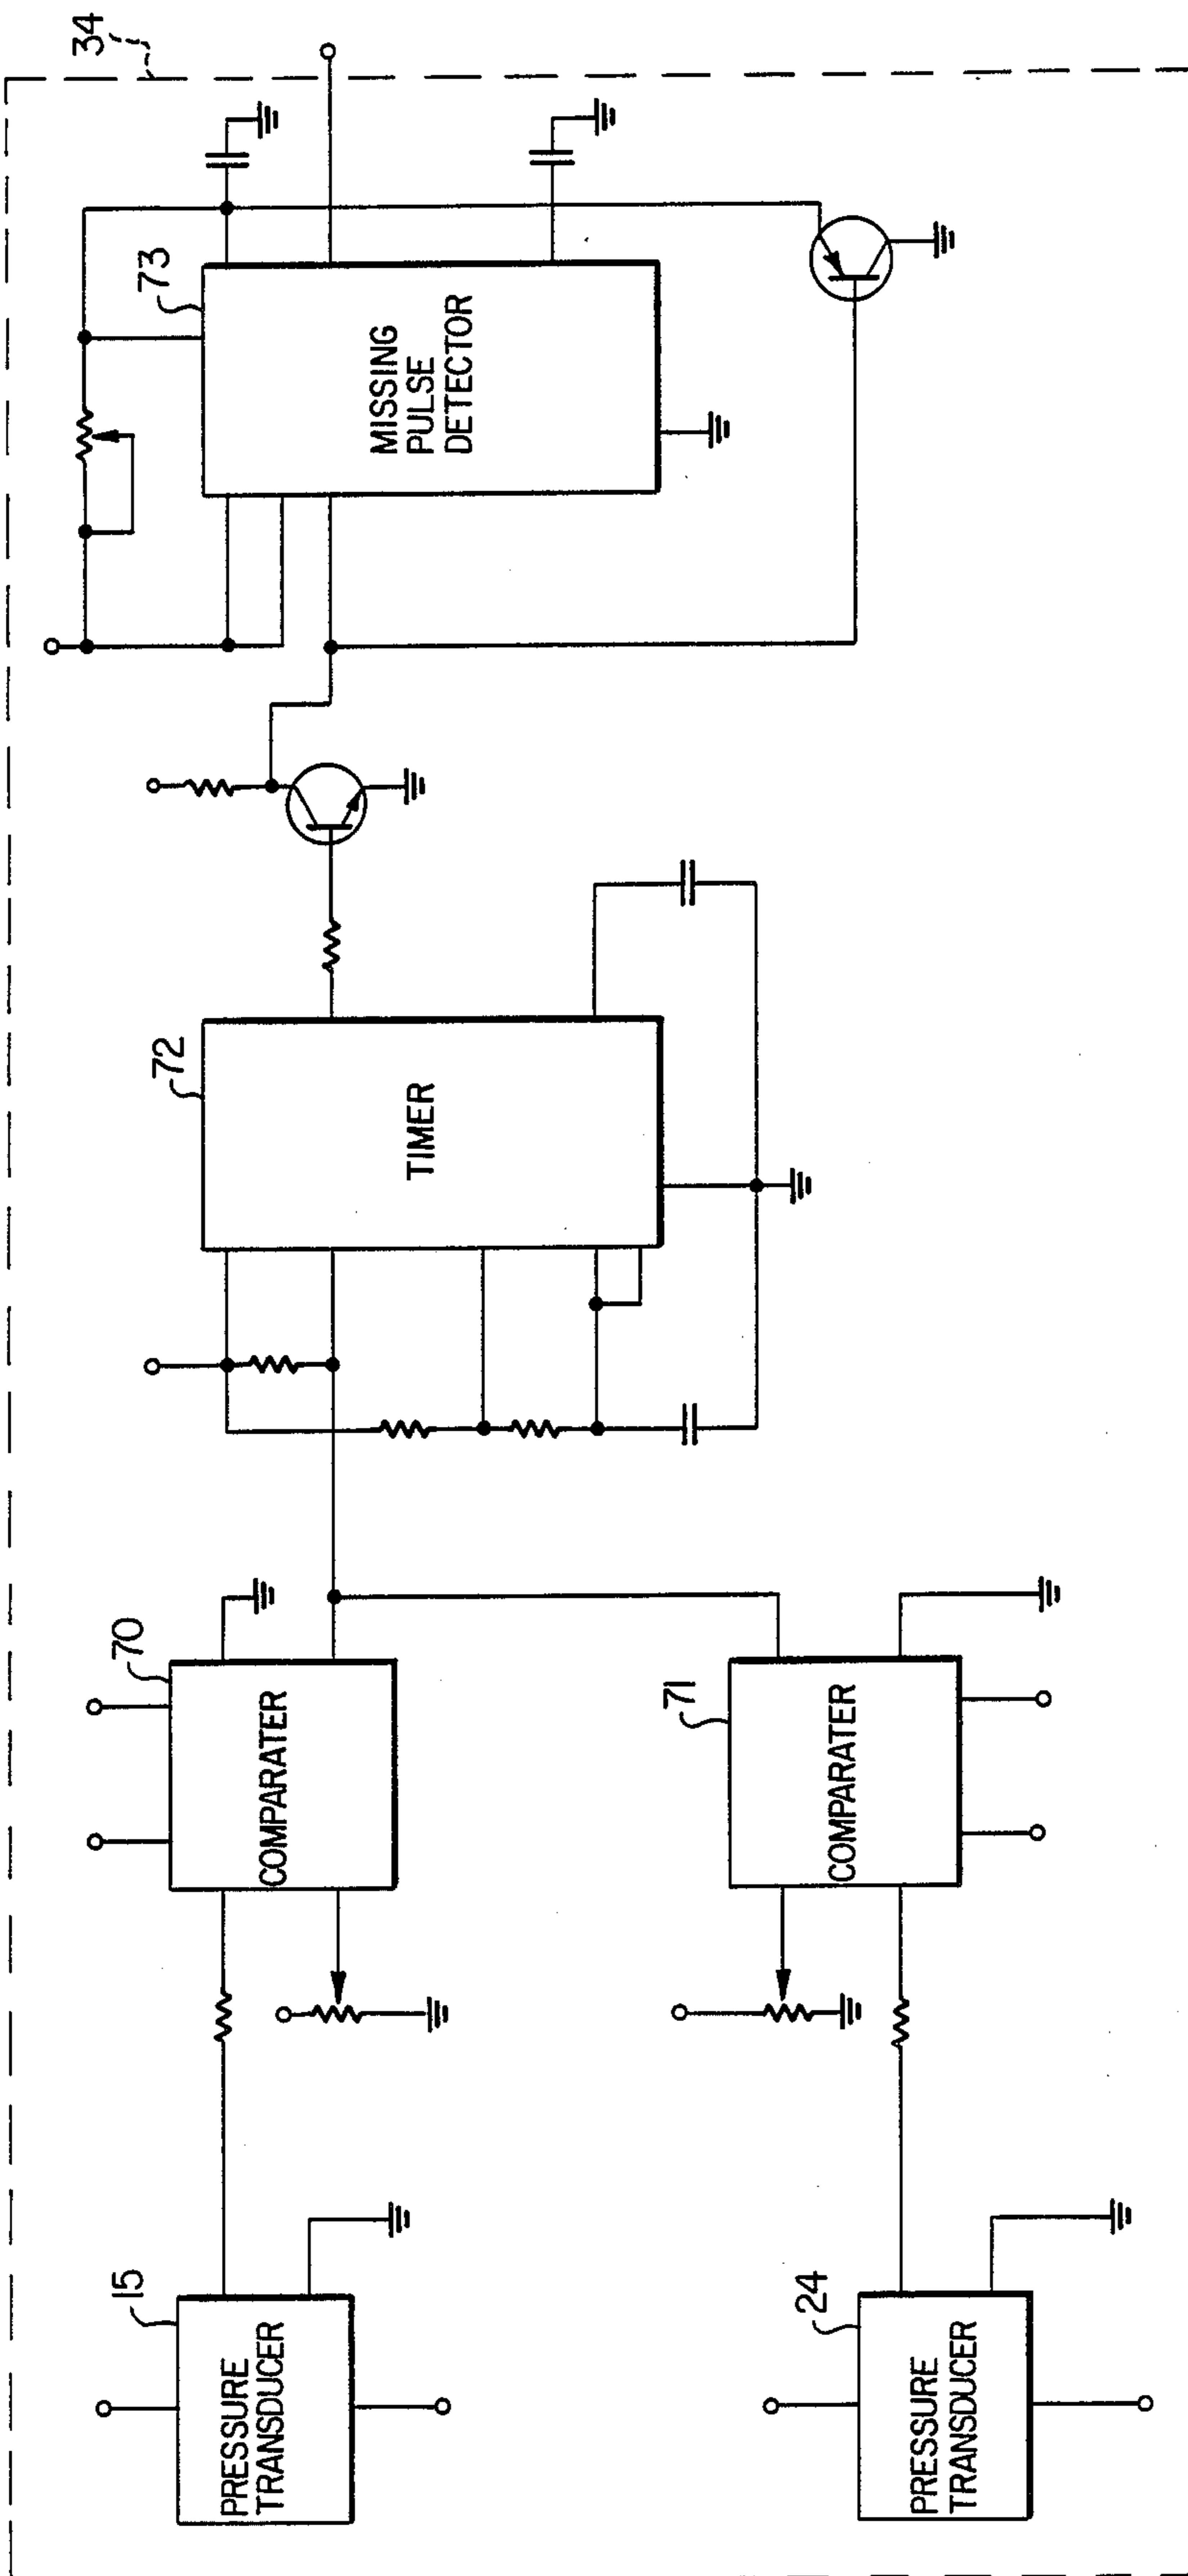 34
15
PRESSURE
TRANSDUCER
70
COMPARATER
72
TIMER
73
MISSING
PULSE
DETECTOR
24
PRESSURE
TRANSDUCER
71
COMPARATER